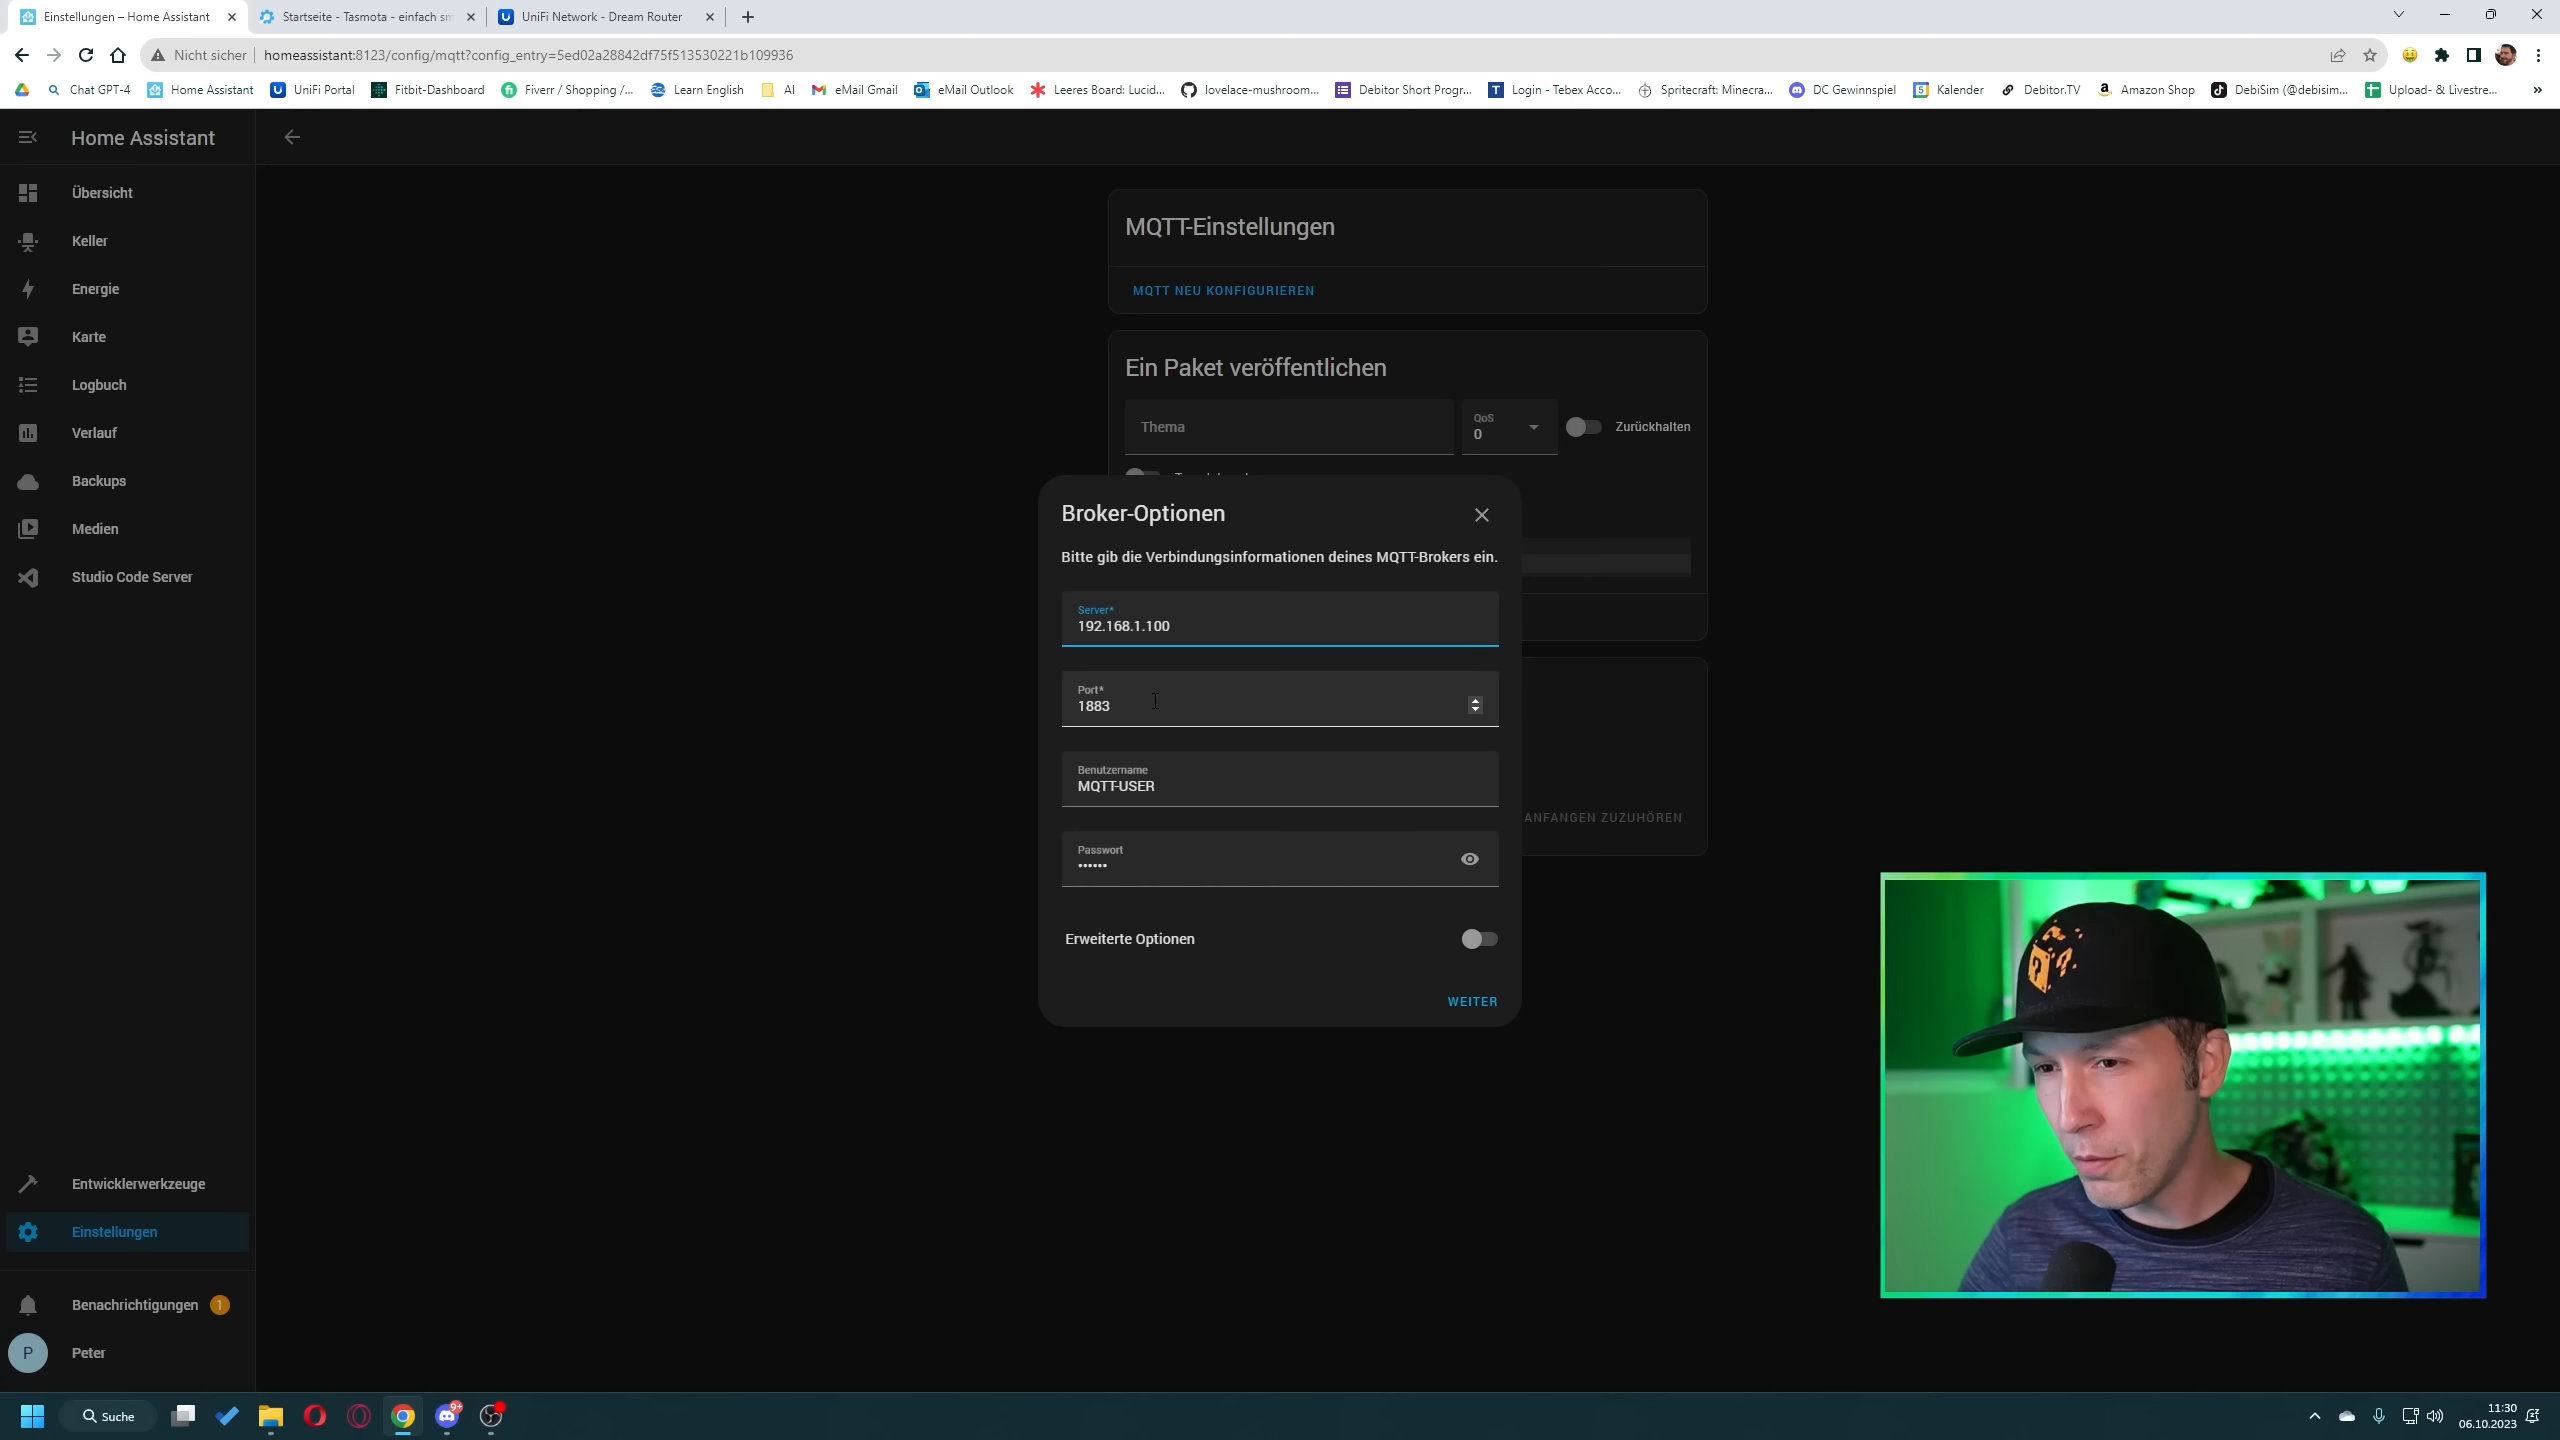 Einstellungen – Home Assistant
Startseite - Tasmota - einfach sm
UniFi Network - Dream Router
Nicht sicher
homeassistant:8123/config/mqtt?config_entry=5ed02a28842df75f513530221b109936
Chat GPT-4
Home Assistant
UniFi Portal
Fitbit-Dashboard
Fiverr / Shopping /...
Learn English
AI
eMail Gmail
eMail Outlook
Leeres Board: Lucid...
lovelace-mushroom...
Debitor Short Progr...
Login - Tebex Acco...
Spritecraft: Minecra...
DC Gewinnspiel
Kalender
Debitor.TV
Amazon Shop
DebiSim (@debisim...
Upload- & Livestre...
Home Assistant
Übersicht
Keller
Energie
Karte
Logbuch
Verlauf
Backups
Medien
Studio Code Server
Entwicklerwerkzeuge
Einstellungen
Benachrichtigungen 1
P Peter
MQTT-Einstellungen
MQTT NEU KONFIGURIEREN
Ein Paket veröffentlichen
Thema
QoS
0
Zurückhalten
Broker-Optionen
Bitte gib die Verbindungsinformationen deines MQTT-Brokers ein.
Server*
192.168.1.100
Port*
1883
Benutzername
MQTT-USER
Passwort
••••••
Erweiterte Optionen
WEITER
ANFANGEN ZUZUHÖREN
Suche
9+
11:30
06.10.2023